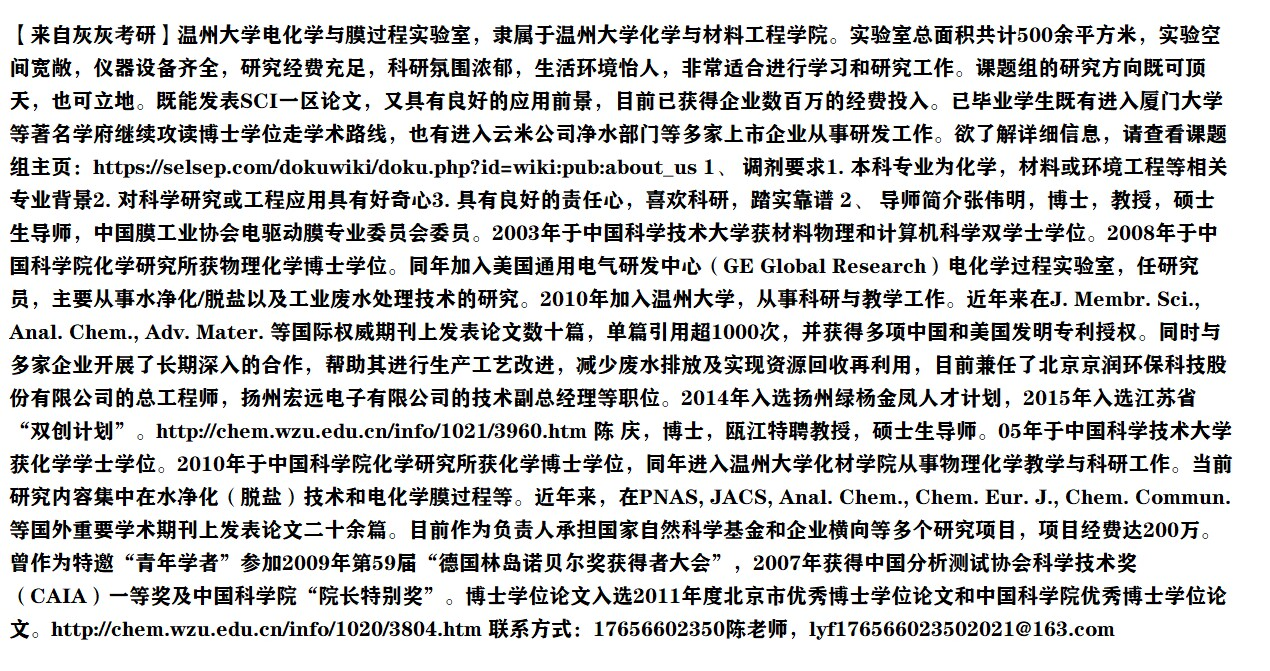 【来自灰灰考研】温州大学电化学与膜过程实验室，隶属于温州大学化学与材料工程学院。实验室总面积共计500余平方米，实验空
间宽敞，仪器设备齐全，研究经费充足，科研氛围浓郁，生活环境怡人，非常适合进行学习和研究工作。课题组的研究方向既可顶
天，也可立地。既能发表SCI一区论文，又具有良好的应用前景，目前已获得企业数百万的经费投入。已毕业学生既有进入厦门大学
等著名学府继续攻读博士学位走学术路线，也有进入云米公司净水部门等多家上市企业从事研发工作。欲了解详细信息，请查看课题
组主页：https://selsep.com/dokuwiki/doku.php?id=wiki:pub:about_us 1、 调剂要求1. 本科专业为化学，材料或环境工程等相关
专业背景2. 对科学研究或工程应用具有好奇心3. 具有良好的责任心，喜欢科研，踏实靠谱 2、 导师简介张伟明，博士，教授，硕士
生导师，中国膜工业协会电驱动膜专业委员会委员。2003年于中国科学技术大学获材料物理和计算机科学双学士学位。2008年于中
国科学院化学研究所获物理化学博士学位。同年加入美国通用电气研发中心（GE Global Research）电化学过程实验室，任研究
员，主要从事水净化/脱盐以及工业废水处理技术的研究。2010年加入温州大学，从事科研与教学工作。近年来在J. Membr. Sci.,
Anal. Chem., Adv. Mater. 等国际权威期刊上发表论文数十篇，单篇引用超1000次，并获得多项中国和美国发明专利授权。同时与
多家企业开展了长期深入的合作，帮助其进行生产工艺改进，减少废水排放及实现资源回收再利用，目前兼任了北京京润环保科技股
份有限公司的总工程师，扬州宏远电子有限公司的技术副总经理等职位。2014年入选扬州绿杨金凤人才计划，2015年入选江苏省
“双创计划”。http://chem.wzu.edu.cn/info/1021/3960.htm 陈 庆，博士，瓯江特聘教授，硕士生导师。05年于中国科学技术大学
获化学学士学位。2010年于中国科学院化学研究所获化学博士学位，同年进入温州大学化材学院从事物理化学教学与科研工作。当前
研究内容集中在水净化（脱盐）技术和电化学膜过程等。近年来，在PNAS, JACS, Anal. Chem., Chem. Eur. J., Chem. Commun.
等国外重要学术期刊上发表论文二十余篇。目前作为负责人承担国家自然科学基金和企业横向等多个研究项目，项目经费达200万。
曾作为特邀“青年学者”参加2009年第59届“德国林岛诺贝尔奖获得者大会”，2007年获得中国分析测试协会科学技术奖
（CAIA）一等奖及中国科学院“院长特别奖”。博士学位论文入选2011年度北京市优秀博士学位论文和中国科学院优秀博士学位论
文。http://chem.wzu.edu.cn/info/1020/3804.htm 联系方式：17656602350陈老师，lyf176566023502021@163.com